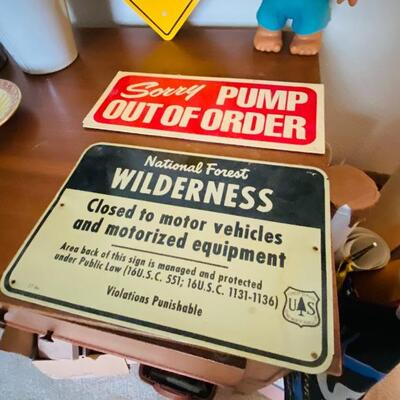 Sorry PUMP
OUT OF ORDER
National Forest
WILDERNESS
Closed to motor vehicles
and motorized equipment
Area back of this sign is managed and protected
under Public Law (16U.S.C. 551; 16U.S.C. 1131-1136)
Violations Punishable
UAS